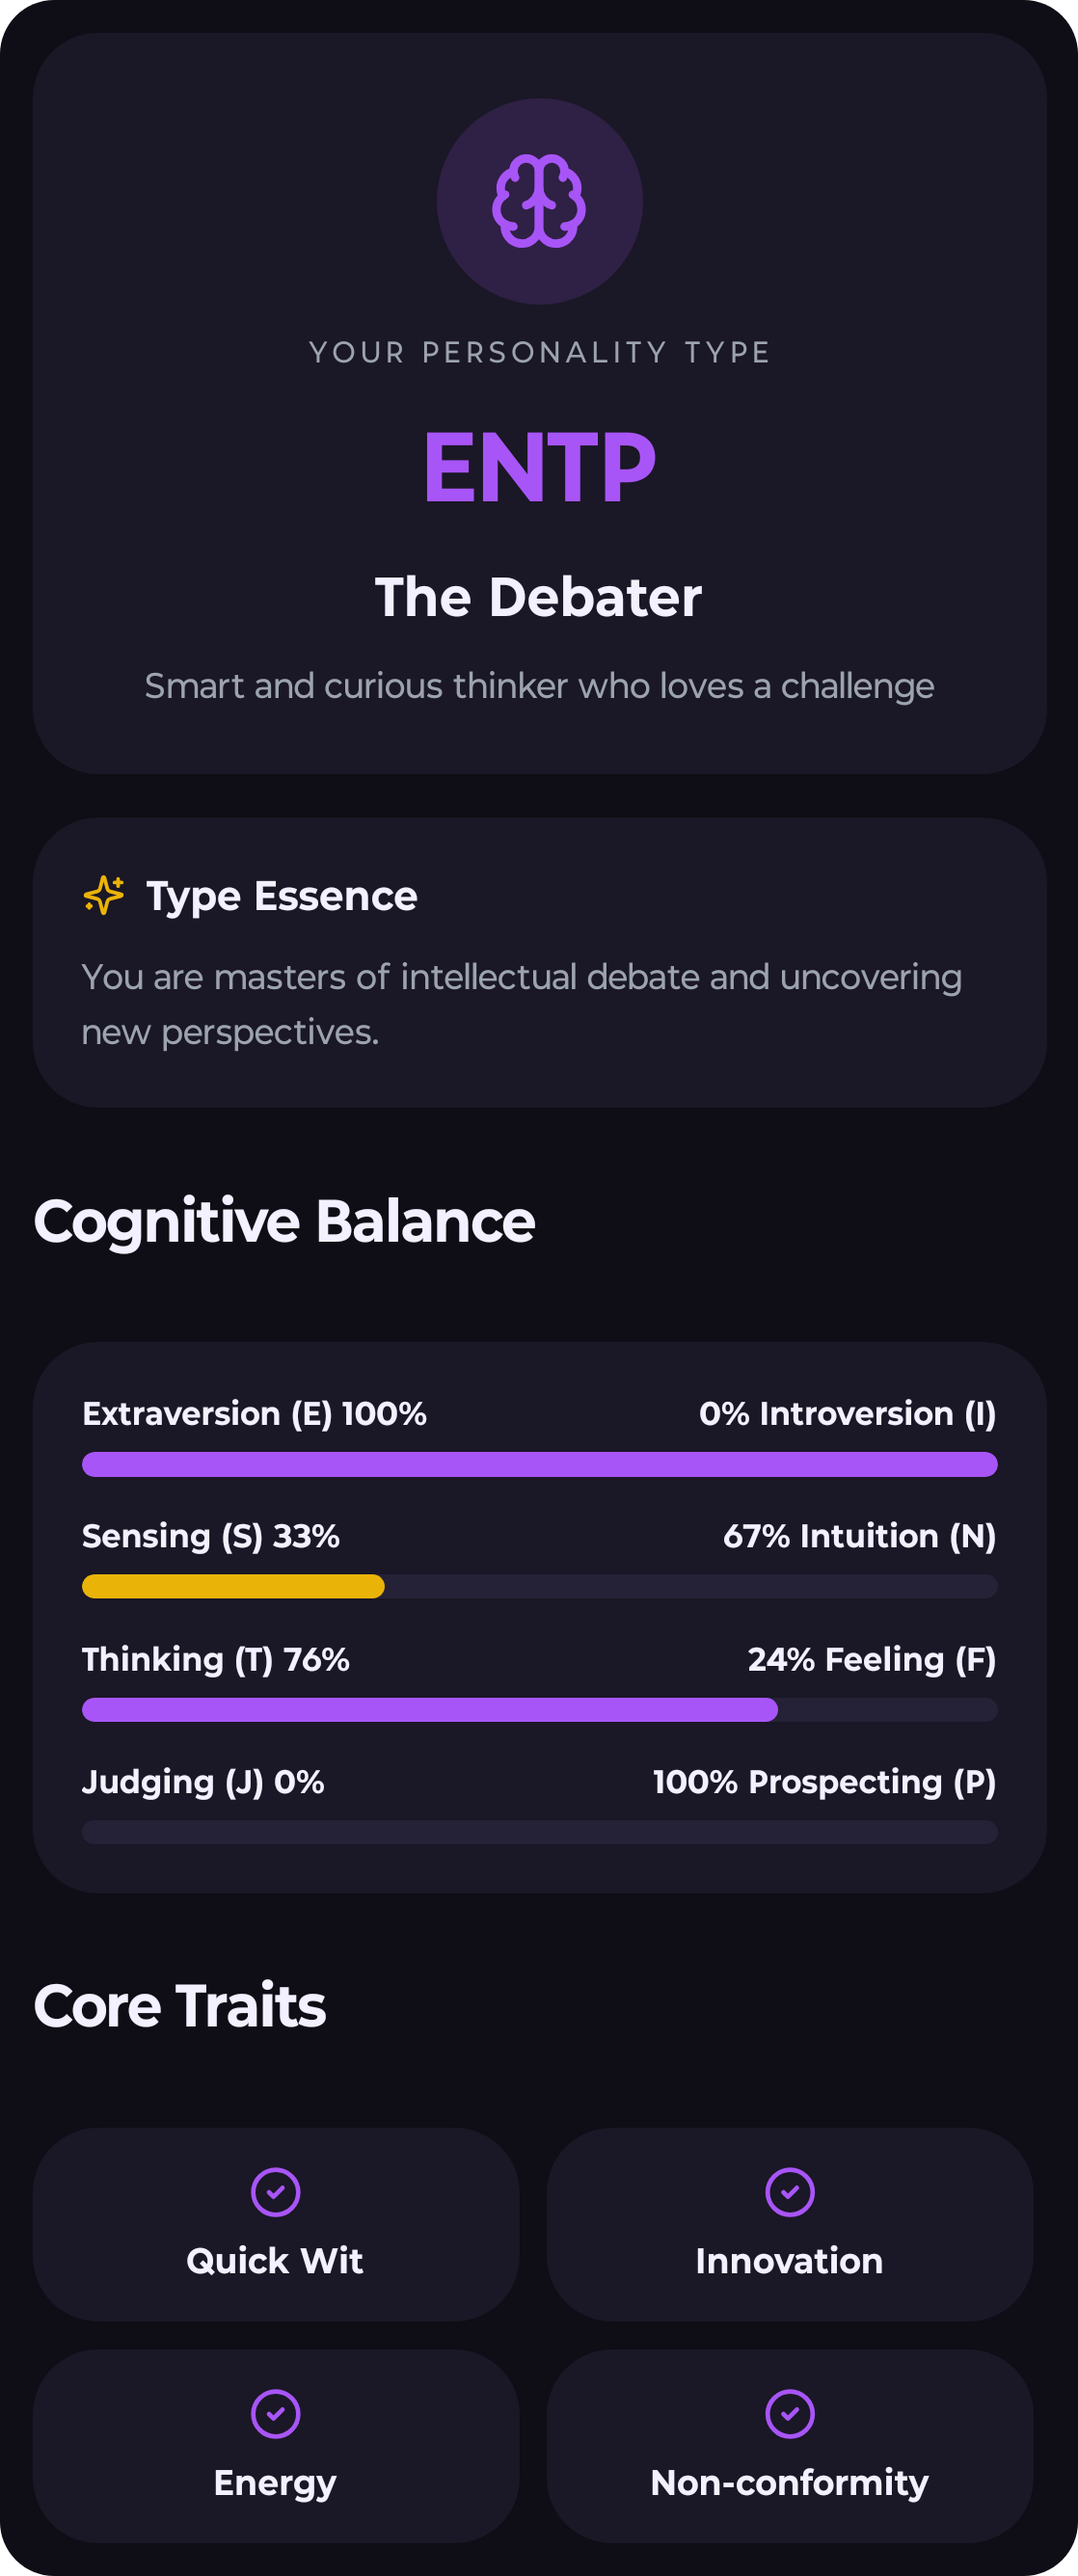 YOUR PERSONALITY TYPE
ENTP
The Debater
Smart and curious thinker who loves a challenge
Type Essence
You are masters of intellectual debate and uncovering
new perspectives.
Cognitive Balance
Extraversion (E) 100% 0% Introversion (I)
Sensing (S) 33% 67% Intuition (N)
Thinking (T) 76% 24% Feeling (F)
Judging (J) 0% 100% Prospecting (P)
Core Traits
Quick Wit Innovation
Energy Non-conformity